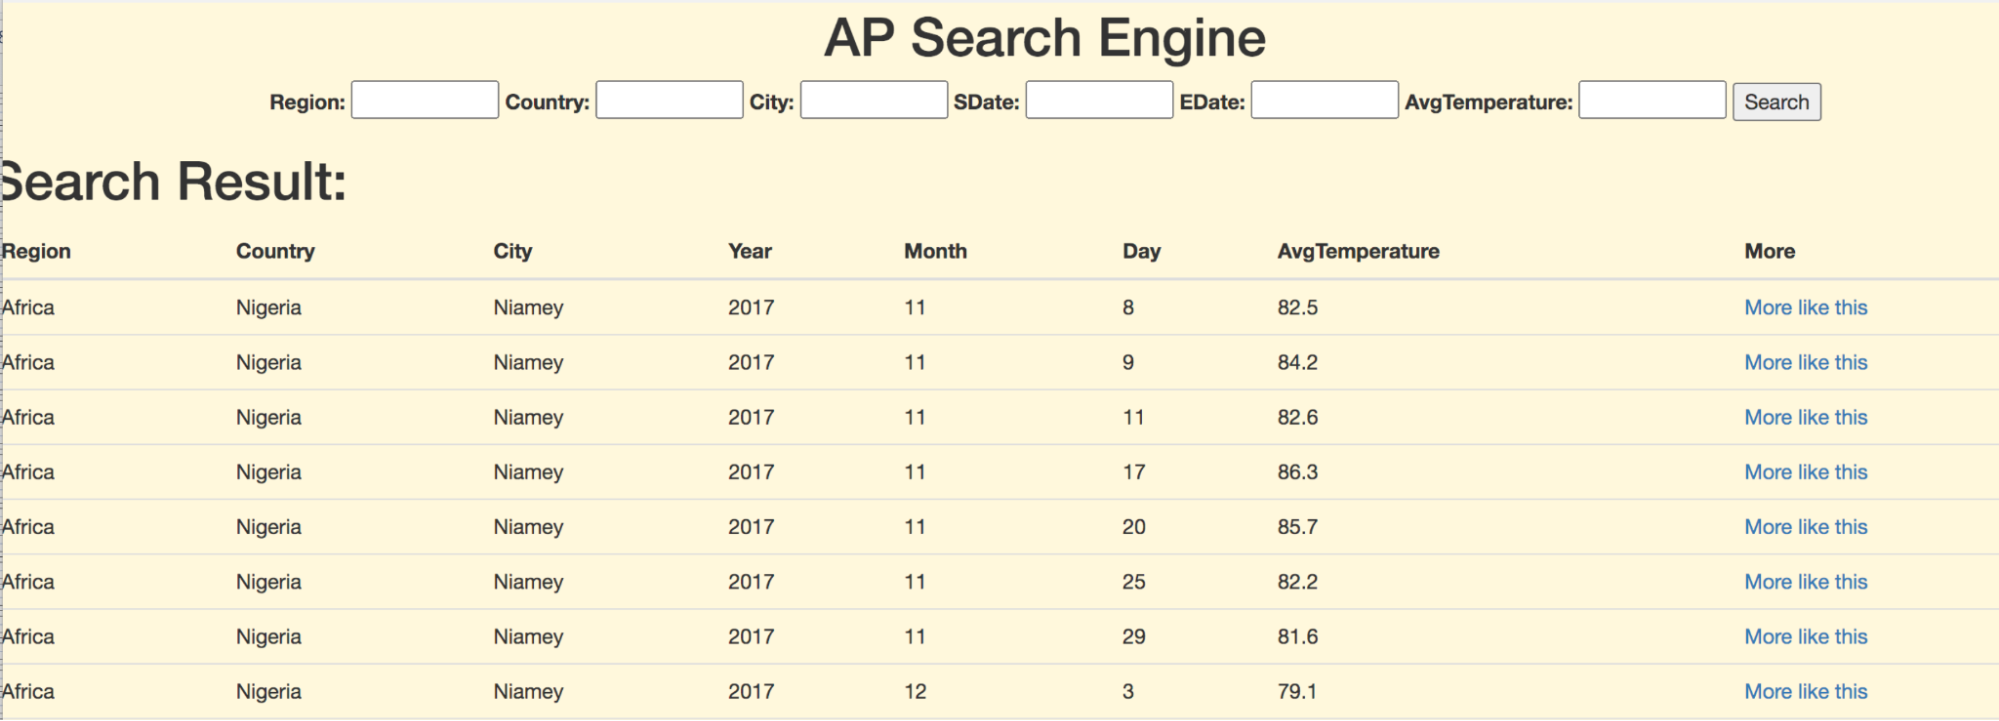 AP Search Engine
Region: Country: City: SDate: EDate: AvgTemperature: Search
Search Result:
Region Country City Year Month Day AvgTemperature More
Africa Nigeria Niamey 2017 11 8 82.5 More like this
Africa Nigeria Niamey 2017 11 9 84.2 More like this
Africa Nigeria Niamey 2017 11 11 82.6 More like this
Africa Nigeria Niamey 2017 11 17 86.3 More like this
Africa Nigeria Niamey 2017 11 20 85.7 More like this
Africa Nigeria Niamey 2017 11 25 82.2 More like this
Africa Nigeria Niamey 2017 11 29 81.6 More like this
Africa Nigeria Niamey 2017 12 3 79.1 More like this